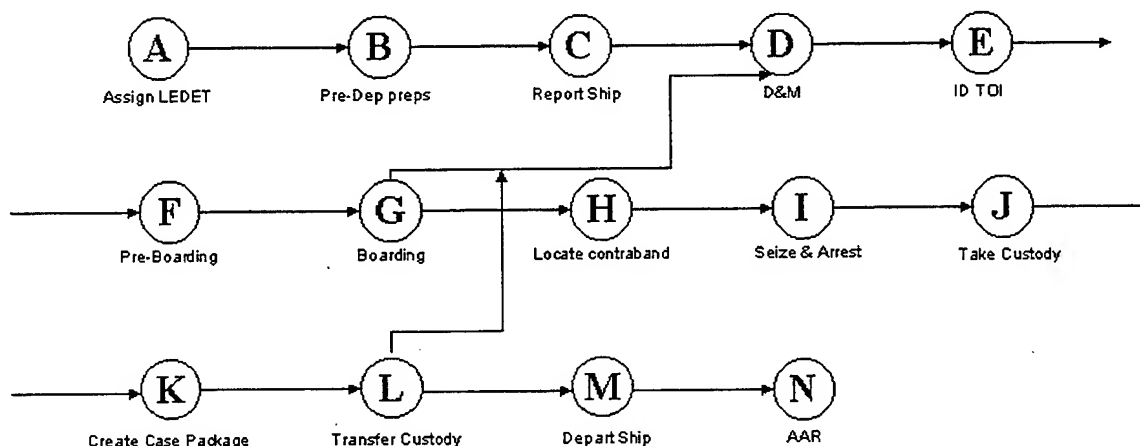 A B C D E
Assign LEDET Pre-Dep preps Report Ship D&M ID TOI
F G H I J
Pre-Boarding Boarding Locate contraband Seize & Arrest Take Custody
K L M N
Create Case Package Transfer Custody Depart Ship AAR